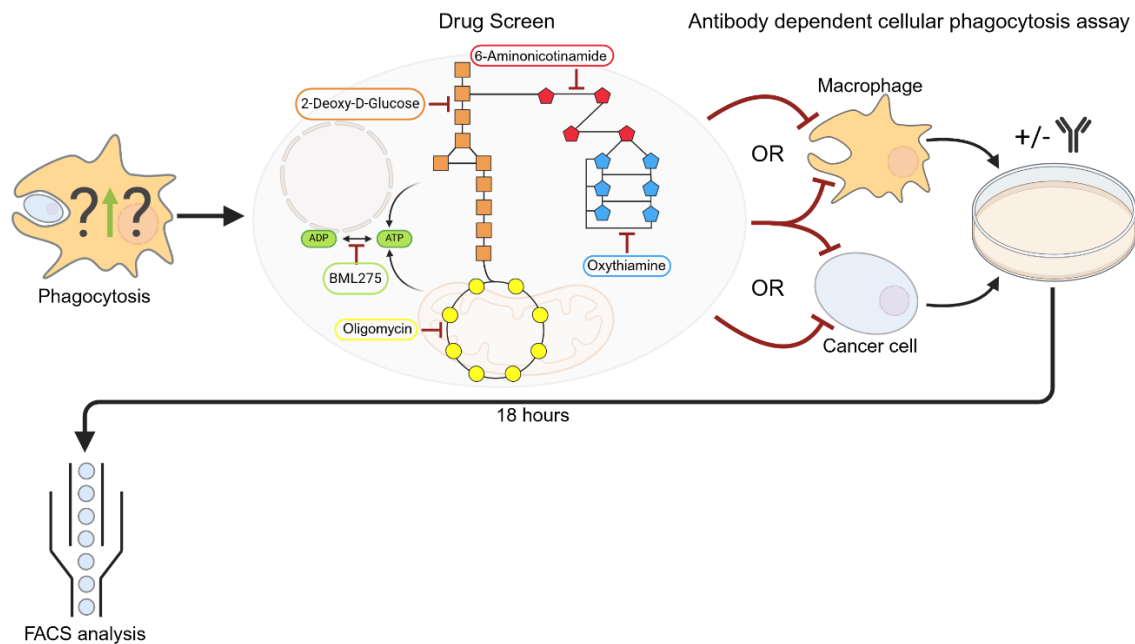 Drug Screen
Antibody dependent cellular phagocytosis assay
6-Aminonicotinamide
2-Deoxy-D-Glucose
Macrophage
+/-
OR
? ?
ADP
ATP
BML275
Oxythiamine
Phagocytosis
OR
Oligomycin
Cancer cell
18 hours
FACS analysis